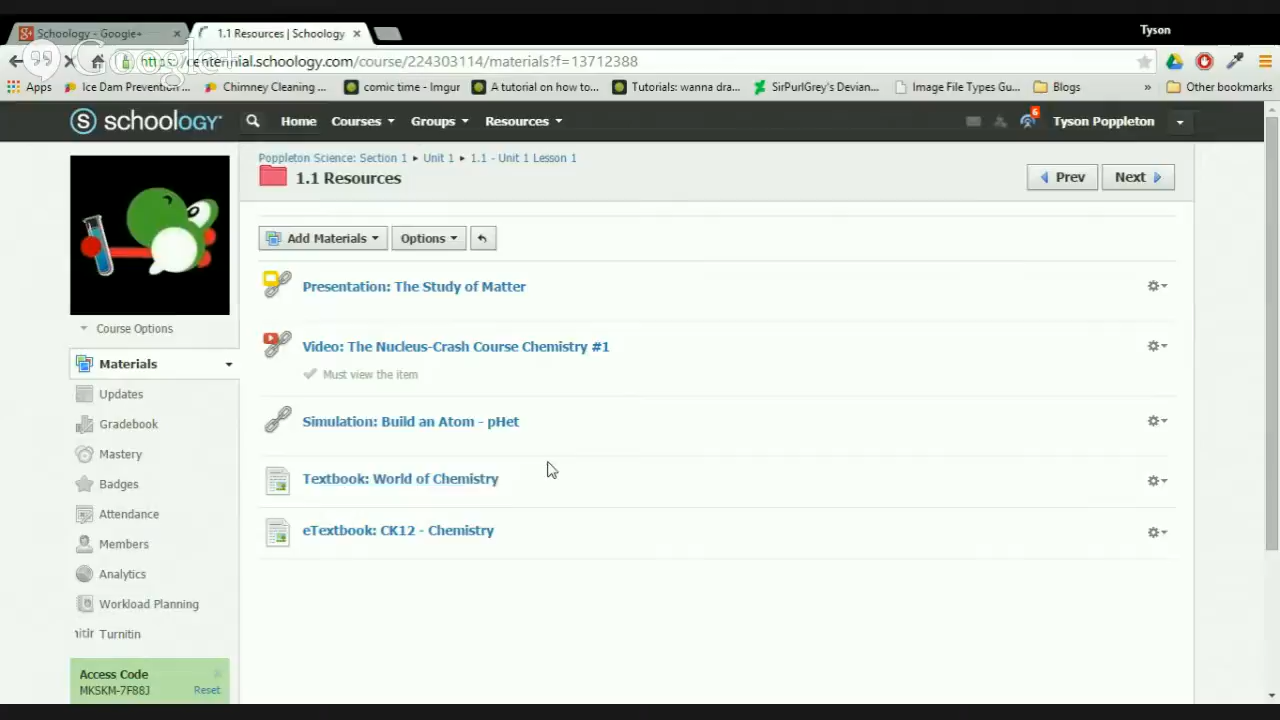 Schoology - Google+
1.1 Resources | Schoology
Tyson
Google+
https://centennial.schoology.com/course/224303114/materials?f=13712388
Apps
Ice Dam Prevention ...
Chimney Cleaning ...
comic time - Imgur
A tutorial on how to...
Tutorials: wanna dra...
SirPurlGrey's Devian...
Image File Types Gu...
Blogs
»
Other bookmarks
S schoology
Home
Courses
Groups
Resources
6
Tyson Poppleton
Poppleton Science: Section 1 ▸ Unit 1 ▸ 1.1 - Unit 1 Lesson 1
1.1 Resources
Prev
Next
Add Materials
Options
Presentation: The Study of Matter
Video: The Nucleus-Crash Course Chemistry #1
Must view the item
Simulation: Build an Atom - pHet
Textbook: World of Chemistry
eTextbook: CK12 - Chemistry
Course Options
Materials
Updates
Gradebook
Mastery
Badges
Attendance
Members
Analytics
Workload Planning
Turnitin
Access Code
MKSKM-7FB8J
Reset